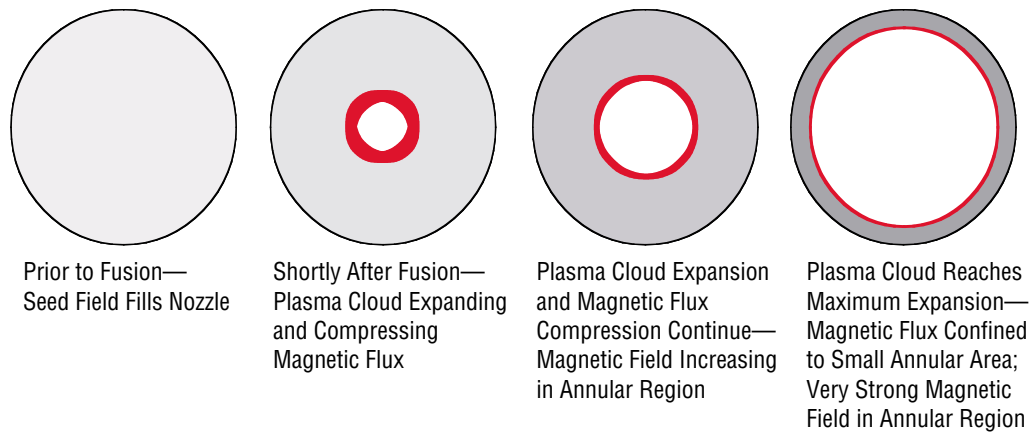 Prior to Fusion—
Seed Field Fills Nozzle
Shortly After Fusion—
Plasma Cloud Expanding
and Compressing
Magnetic Flux
Plasma Cloud Expansion
and Magnetic Flux
Compression Continue—
Magnetic Field Increasing
in Annular Region
Plasma Cloud Reaches
Maximum Expansion—
Magnetic Flux Confined
to Small Annular Area;
Very Strong Magnetic
Field in Annular Region